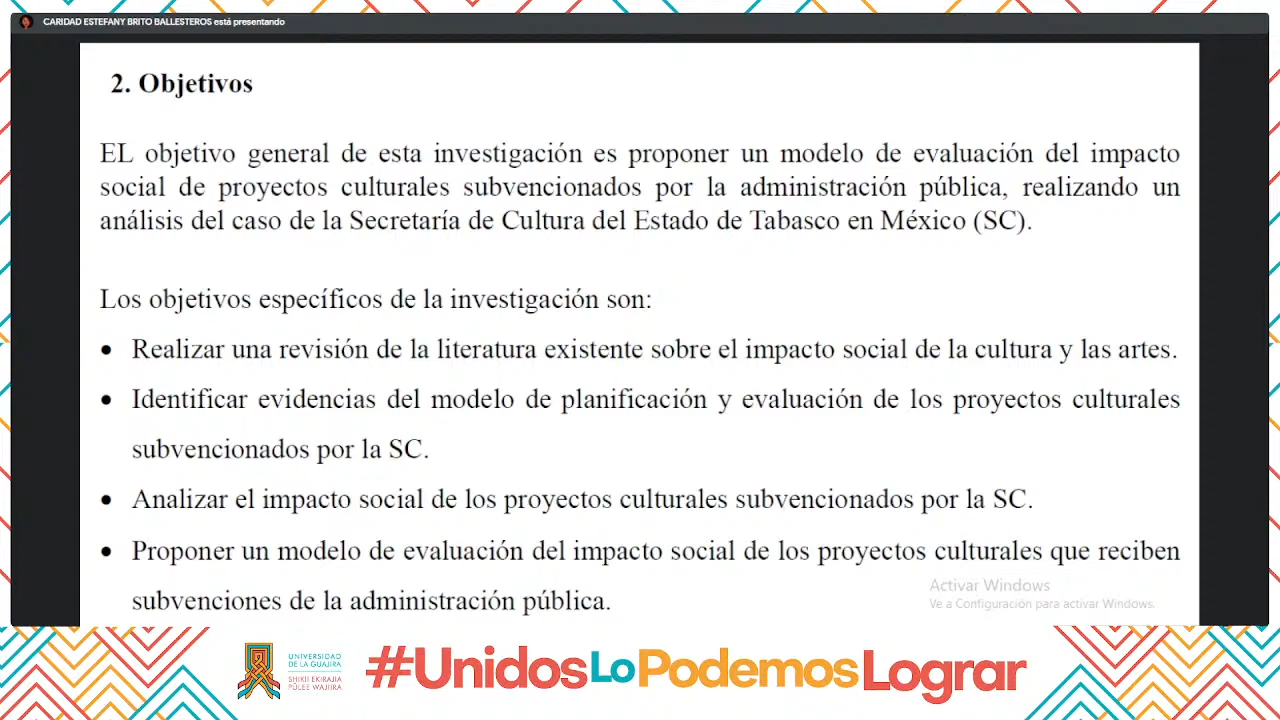 CARIDAD ESTEFANY BRITO BALLESTEROS está presentando
2. Objetivos
EL objetivo general de esta investigación es proponer un modelo de evaluación del impacto
social de proyectos culturales subvencionados por la administración pública, realizando un
análisis del caso de la Secretaría de Cultura del Estado de Tabasco en México (SC).
Los objetivos específicos de la investigación son:
• Realizar una revisión de la literatura existente sobre el impacto social de la cultura y las artes.
• Identificar evidencias del modelo de planificación y evaluación de los proyectos culturales
subvencionados por la SC.
• Analizar el impacto social de los proyectos culturales subvencionados por la SC.
• Proponer un modelo de evaluación del impacto social de los proyectos culturales que reciben
subvenciones de la administración pública.
Activar Windows
Ve a Configuración para activar Windows.
UNIVERSIDAD
DE LA GUAJIRA
SHIKII EKIRAJIA
PÜLEE WAJIIRA
#UnidosLoPodemosLograr